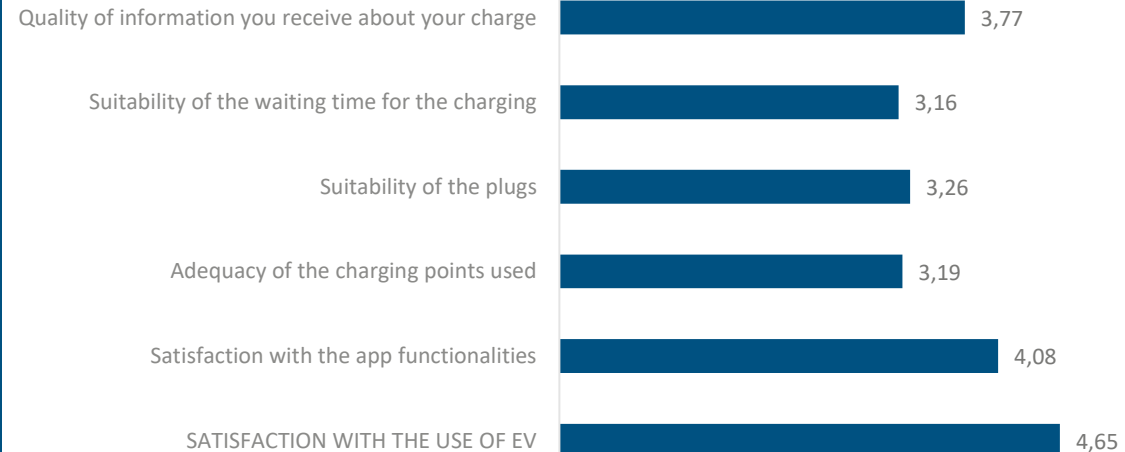 Quality of information you receive about your charge 3,77
Suitability of the waiting time for the charging 3,16
Suitability of the plugs 3,26
Adequacy of the charging points used 3,19
Satisfaction with the app functionalities 4,08
SATISFACTION WITH THE USE OF EV 4,65